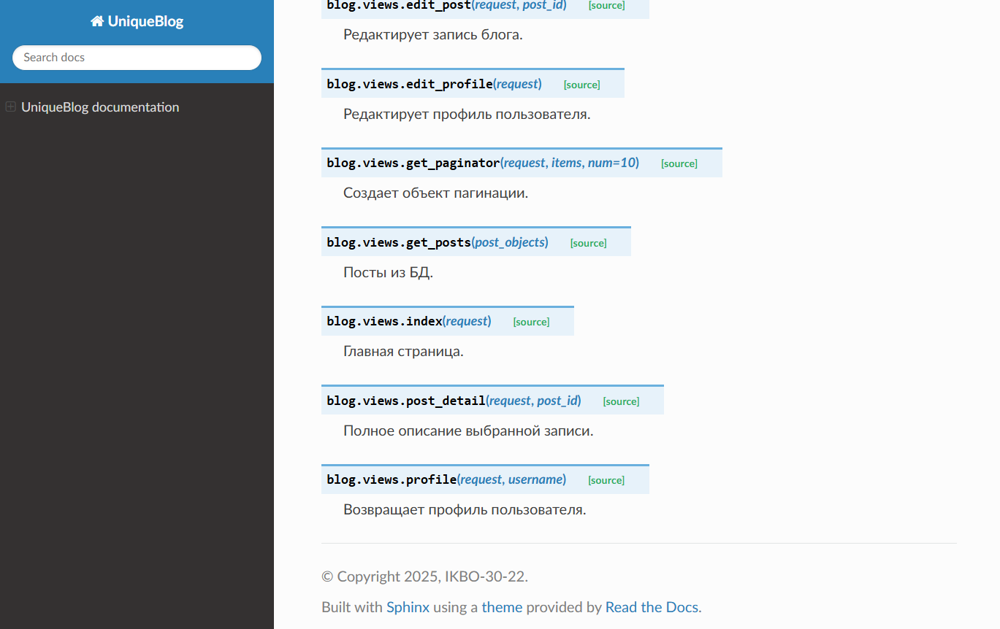 UniqueBlog
Search docs
UniqueBlog documentation
blog.views.edit_post(request, post_id) [source]
Редактирует запись блога.
blog.views.edit_profile(request) [source]
Редактирует профиль пользователя.
blog.views.get_paginator(request, items, num=10) [source]
Создает объект пагинации.
blog.views.get_posts(post_objects) [source]
Посты из БД.
blog.views.index(request) [source]
Главная страница.
blog.views.post_detail(request, post_id) [source]
Полное описание выбранной записи.
blog.views.profile(request, username) [source]
Возвращает профиль пользователя.
© Copyright 2025, IKBO-30-22.
Built with Sphinx using a theme provided by Read the Docs.